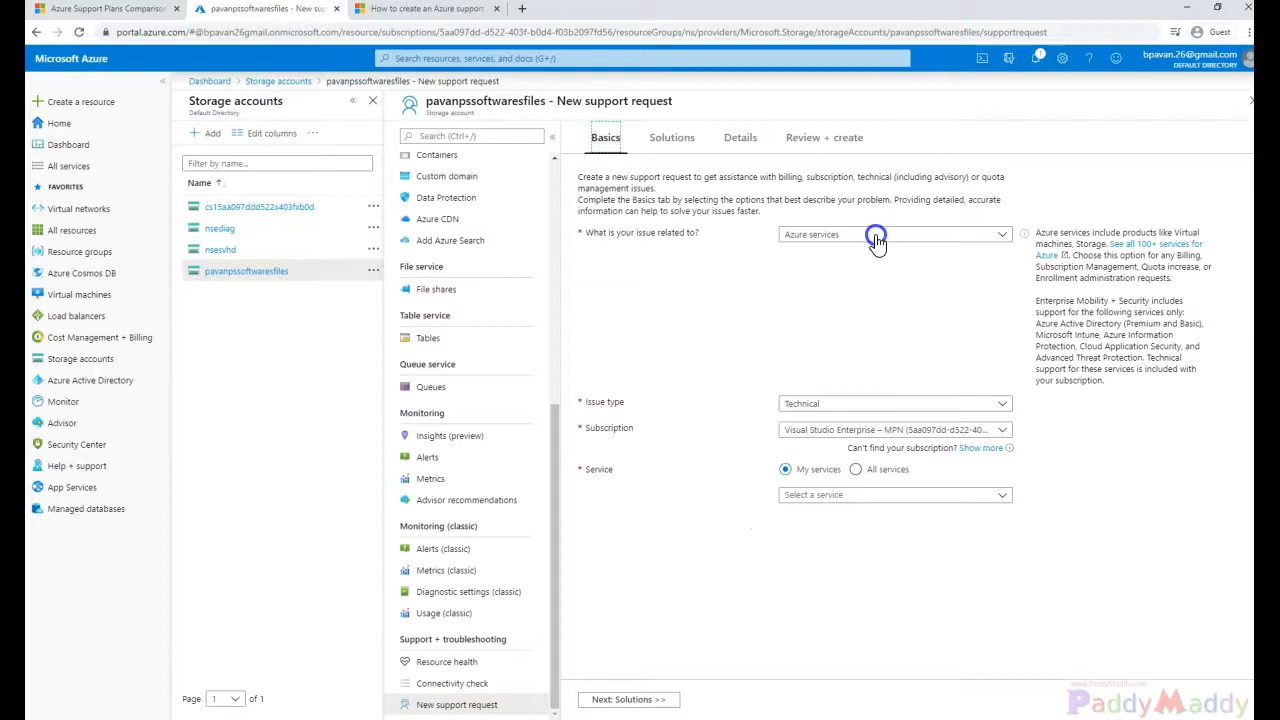 Azure Support Plans Comparison
pavanpssoftwaresfiles - New sup
How to create an Azure support
portal.azure.com/#@bpavan26gmail.onmicrosoft.com/resource/subscriptions/5aa097dd-d522-403f-b0d4-f03b2097fd56/resourceGroups/ns/providers/Microsoft.Storage/storageAccounts/pavanpssoftwaresfiles/supportrequest
Guest
Microsoft Azure
Search resources, services, and docs (G+/)
1
bpavan.26@gmail.com
DEFAULT DIRECTORY
Dashboard > Storage accounts > pavanpssoftwaresfiles - New support request
Create a resource
Home
Dashboard
All services
FAVORITES
Virtual networks
All resources
Resource groups
Azure Cosmos DB
Virtual machines
Load balancers
Cost Management + Billing
Storage accounts
Azure Active Directory
Monitor
Advisor
Security Center
Help + support
App Services
Managed databases
Storage accounts
Default Directory
Add
Edit columns
Filter by name...
Name
cs15aa097ddd522x403fxb0d
nsediag
nsesvhd
pavanpssoftwaresfiles
Page 1 of 1
pavanpssoftwaresfiles - New support request
Storage account
Search (Ctrl+/)
Containers
Custom domain
Data Protection
Azure CDN
Add Azure Search
File service
File shares
Table service
Tables
Queue service
Queues
Monitoring
Insights (preview)
Alerts
Metrics
Advisor recommendations
Monitoring (classic)
Alerts (classic)
Metrics (classic)
Diagnostic settings (classic)
Usage (classic)
Support + troubleshooting
Resource health
Connectivity check
New support request
Basics
Solutions
Details
Review + create
Create a new support request to get assistance with billing, subscription, technical (including advisory) or quota
management issues.
Complete the Basics tab by selecting the options that best describe your problem. Providing detailed, accurate
information can help to solve your issues faster.
* What is your issue related to?
Azure services
Azure services include products like Virtual
machines, Storage. See all 100+ services for
Azure. Choose this option for any Billing,
Subscription Management, Quota increase, or
Enrollment administration requests.
Enterprise Mobility + Security includes
support for the following services only:
Azure Active Directory (Premium and Basic),
Microsoft Intune, Azure Information
Protection, Cloud Application Security, and
Advanced Threat Protection. Technical
support for these services is included with
your subscription.
* Issue type
Technical
* Subscription
Visual Studio Enterprise – MPN (5aa097dd-d522-40...
Can't find your subscription? Show more
* Service
My services
All services
Select a service
Next: Solutions >>
www.PaddyMaddy.com
PaddyMaddy